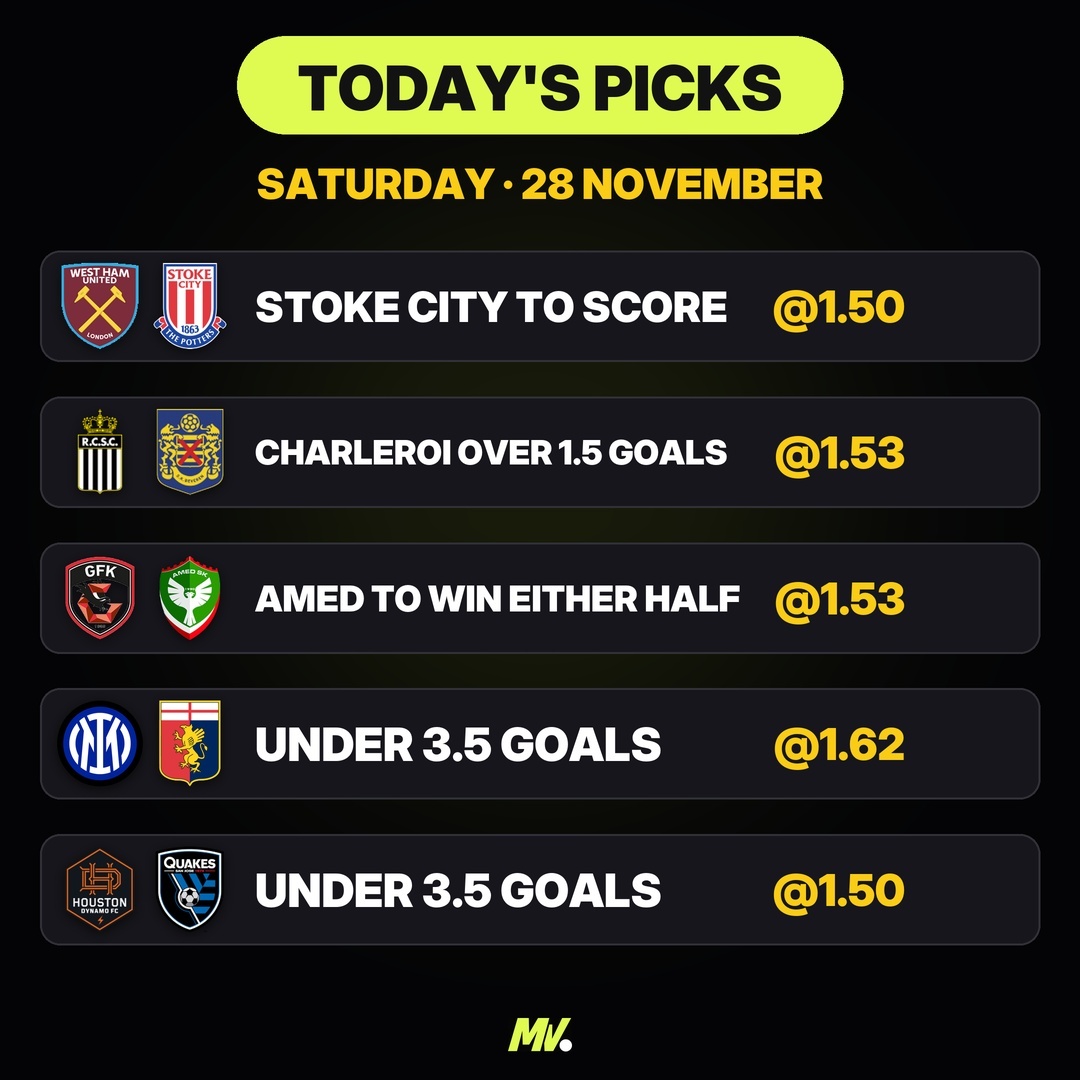 TODAY'S PICKS
SATURDAY · 28 NOVEMBER
WEST HAM
UNITED
LONDON
STOKE
CITY
1863
THE POTTERS
STOKE CITY TO SCORE @1.50
R.C.S.C.
CHARLEROI OVER 1.5 GOALS @1.53
GFK
AMED SK
AMED TO WIN EITHER HALF @1.53
UNDER 3.5 GOALS @1.62
HOUSTON
DYNAMO FC
QUAKES
UNDER 3.5 GOALS @1.50
MV.